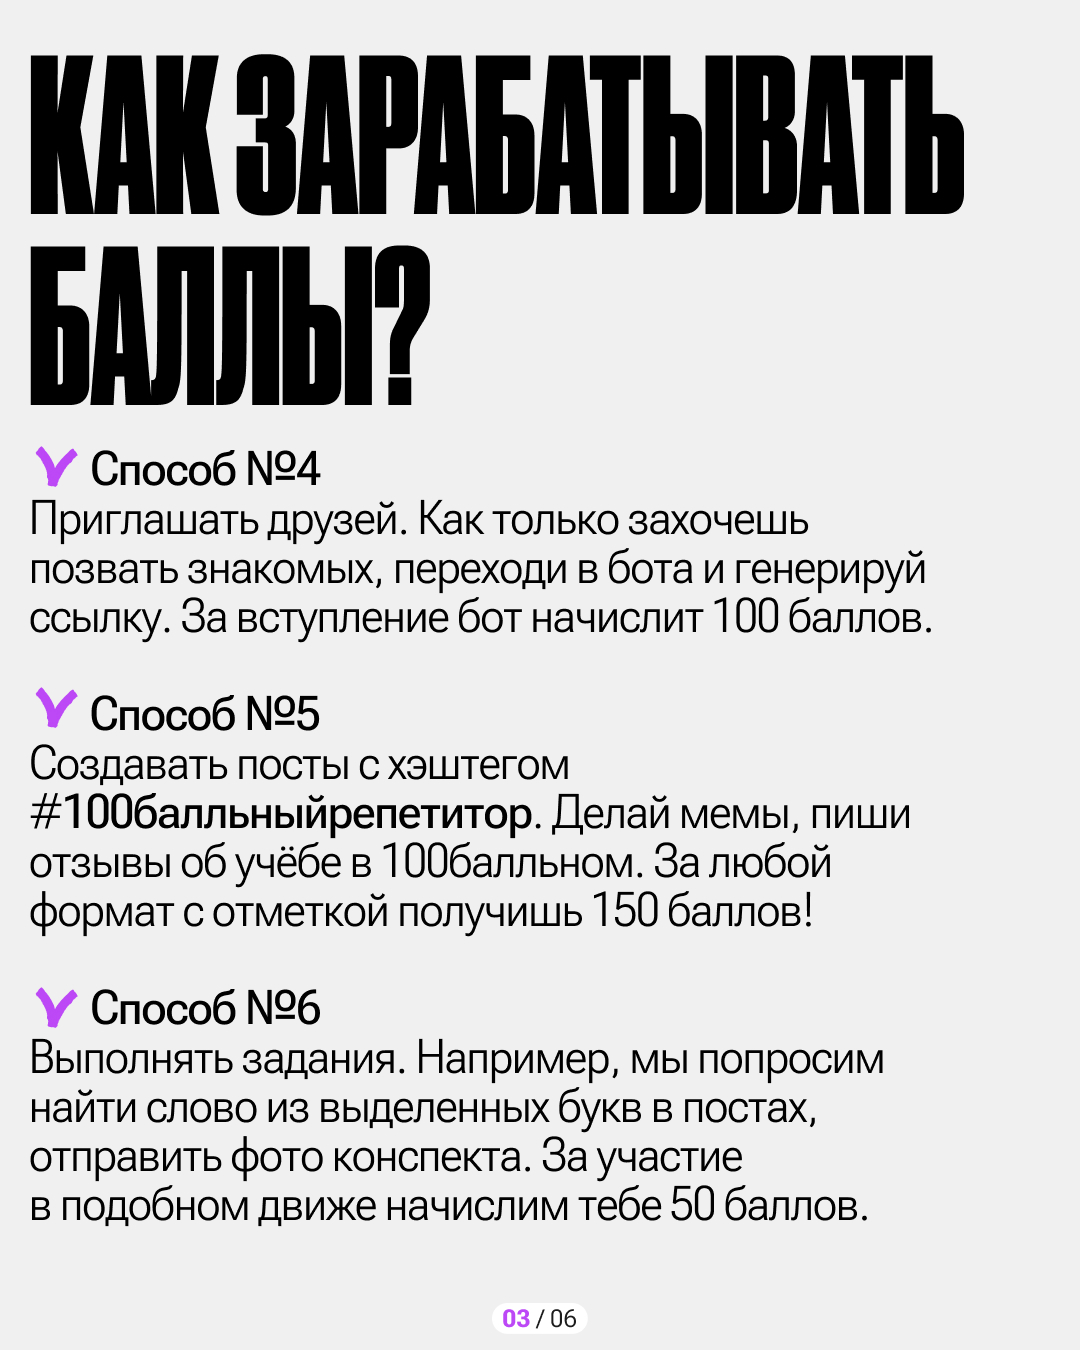 КАК ЗАРАБАТЫВАТЬ
БАЛЛЫ?
Способ №4
Приглашать друзей. Как только захочешь
позвать знакомых, переходи в бота и генерируй
ссылку. За вступление бот начислит 100 баллов.
Способ №5
Создавать посты с хэштегом
#100балльныйрепетитор. Делай мемы, пиши
отзывы об учёбе в 100балльном. За любой
формат с отметкой получишь 150 баллов!
Способ №6
Выполнять задания. Например, мы попросим
найти слово из выделенных букв в постах,
отправить фото конспекта. За участие
в подобном движе начислим тебе 50 баллов.
03 / 06